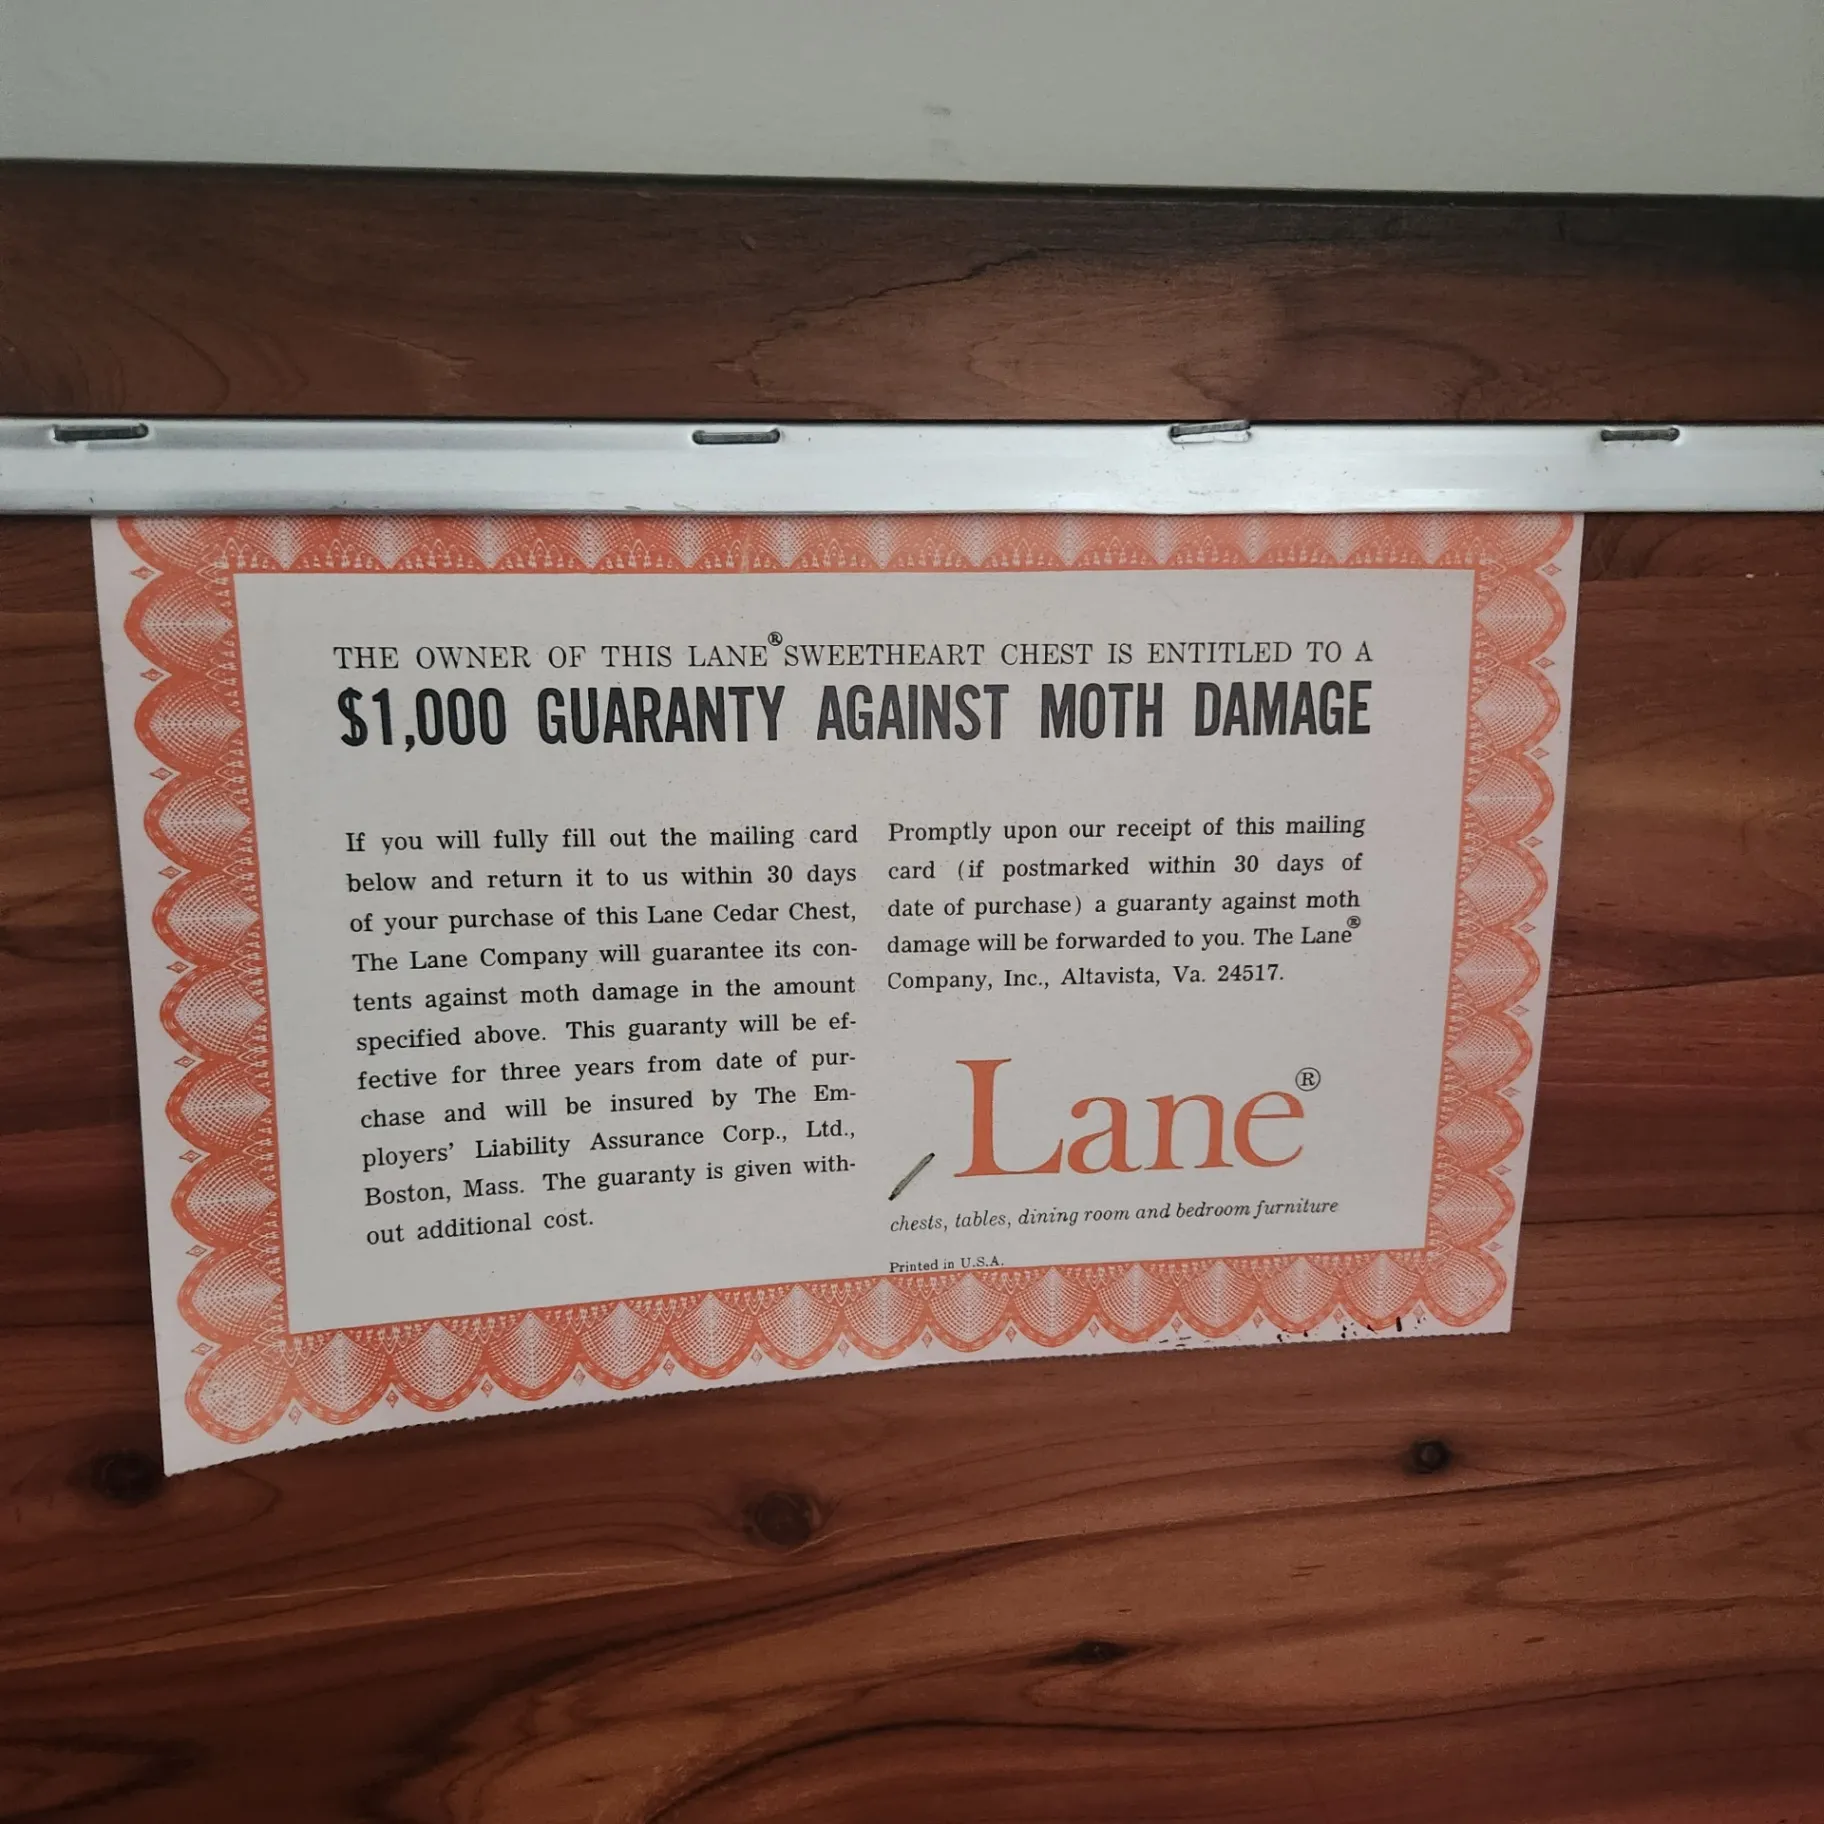 THE OWNER OF THIS LANE® SWEETHEART CHEST IS ENTITLED TO A
$1,000 GUARANTY AGAINST MOTH DAMAGE
If you will fully fill out the mailing card
below and return it to us within 30 days
of your purchase of this Lane Cedar Chest,
The Lane Company will guarantee its con-
tents against moth damage in the amount
specified above. This guaranty will be ef-
fective for three years from date of pur-
chase and will be insured by The Em-
ployers' Liability Assurance Corp., Ltd.,
Boston, Mass. The guaranty is given with-
out additional cost.
Promptly upon our receipt of this mailing
card (if postmarked within 30 days of
date of purchase) a guaranty against moth
damage will be forwarded to you. The Lane®
Company, Inc., Altavista, Va. 24517.
Lane®
chests, tables, dining room and bedroom furniture
Printed in U.S.A.